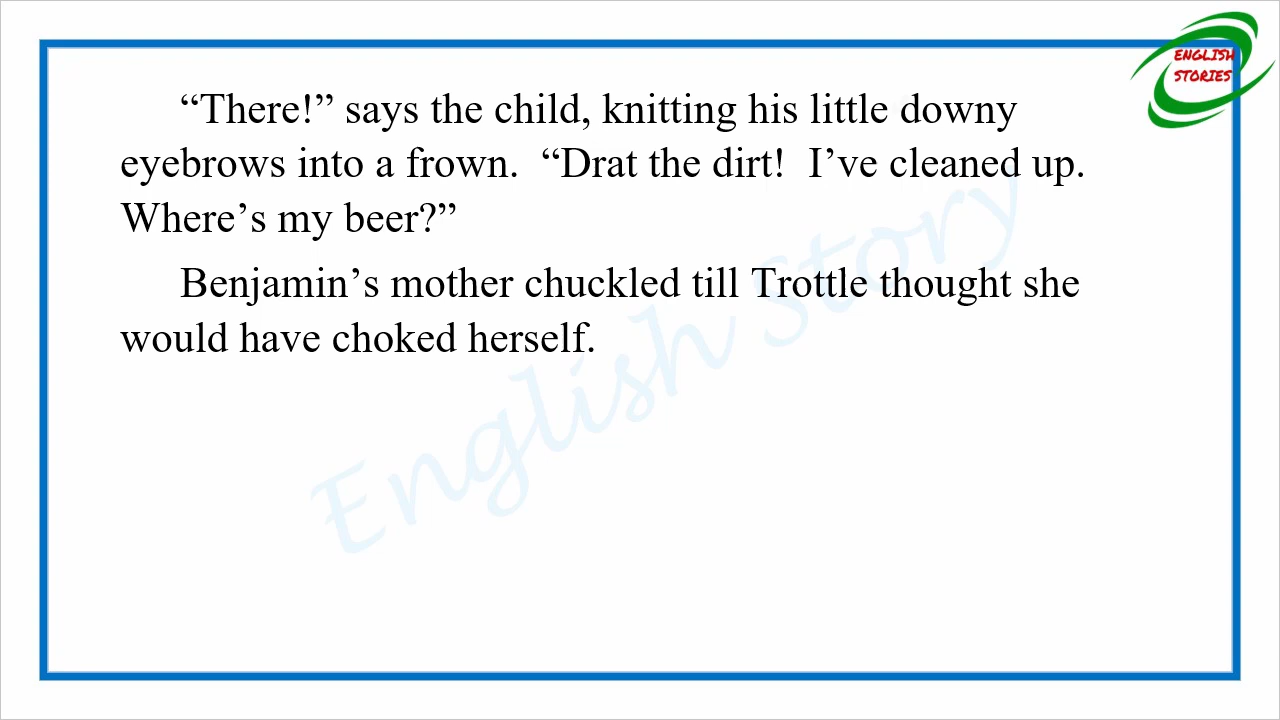 ENGLISH
STORIES
“There!” says the child, knitting his little downy
eyebrows into a frown.  “Drat the dirt!  I’ve cleaned up.
Where’s my beer?”
Benjamin’s mother chuckled till Trottle thought she
would have choked herself.
English Story